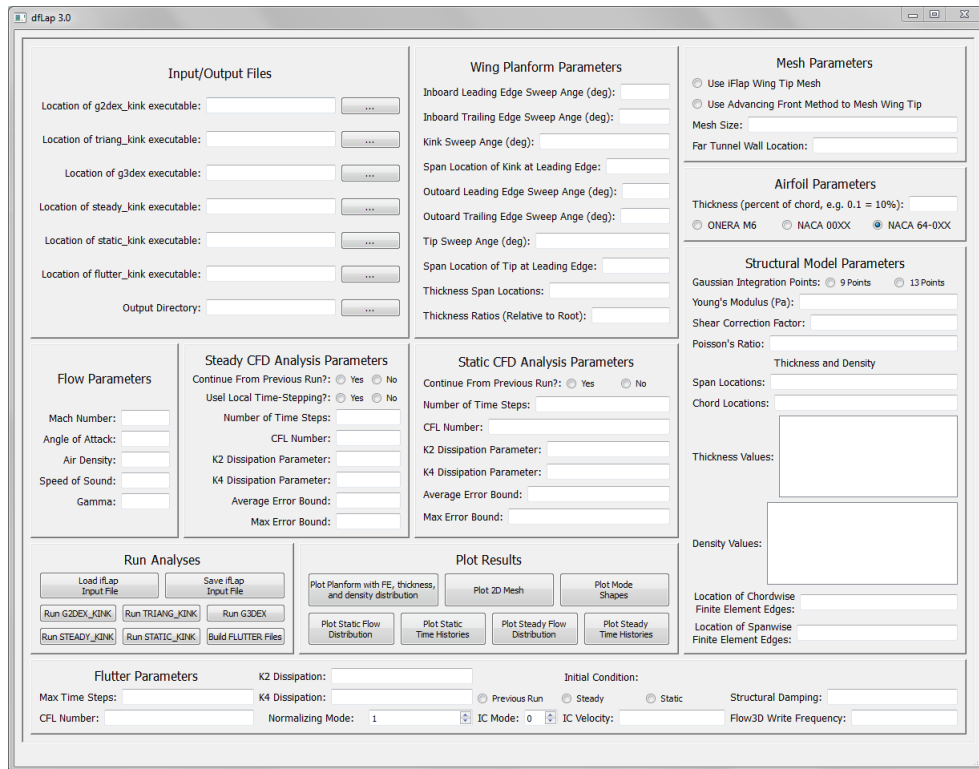 dfLap 3.0
Input/Output Files
Location of g2dex_kink executable: ...
Location of triang_kink executable: ...
Location of g3dex executable: ...
Location of steady_kink executable: ...
Location of static_kink executable: ...
Location of flutter_kink executable: ...
Output Directory: ...
Wing Planform Parameters
Inboard Leading Edge Sweep Ange (deg):
Inboard Trailing Edge Sweep Ange (deg):
Kink Sweep Ange (deg):
Span Location of Kink at Leading Edge:
Outoard Leading Edge Sweep Ange (deg):
Outoard Trailing Edge Sweep Ange (deg):
Tip Sweep Ange (deg):
Span Location of Tip at Leading Edge:
Thickness Span Locations:
Thickness Ratios (Relative to Root):
Mesh Parameters
Use iFlap Wing Tip Mesh
Use Advancing Front Method to Mesh Wing Tip
Mesh Size:
Far Tunnel Wall Location:
Airfoil Parameters
Thickness (percent of chord, e.g. 0.1 = 10%):
ONERA M6 NACA 00XX NACA 64-0XX
Structural Model Parameters
Gaussian Integration Points: 9 Points 13 Points
Young's Modulus (Pa):
Shear Correction Factor:
Poisson's Ratio:
Thickness and Density
Span Locations:
Chord Locations:
Thickness Values:
Density Values:
Location of Chordwise
Finite Element Edges:
Location of Spanwise
Finite Element Edges:
Flow Parameters
Mach Number:
Angle of Attack:
Air Density:
Speed of Sound:
Gamma:
Steady CFD Analysis Parameters
Continue From Previous Run?: Yes No
Usel Local Time-Stepping?: Yes No
Number of Time Steps:
CFL Number:
K2 Dissipation Parameter:
K4 Dissipation Parameter:
Average Error Bound:
Max Error Bound:
Static CFD Analysis Parameters
Continue From Previous Run?: Yes No
Number of Time Steps:
CFL Number:
K2 Dissipation Parameter:
K4 Dissipation Parameter:
Average Error Bound:
Max Error Bound:
Run Analyses
Load ifLap
Input File
Save ifLap
Input File
Run G2DEX_KINK Run TRIANG_KINK Run G3DEX
Run STEADY_KINK Run STATIC_KINK Build FLUTTER Files
Plot Results
Plot Planform with FE, thickness,
and density distribution
Plot 2D Mesh
Plot Mode
Shapes
Plot Static Flow
Distribution
Plot Static
Time Histories
Plot Steady Flow
Distribution
Plot Steady
Time Histories
Flutter Parameters K2 Dissipation: Initial Condition:
Max Time Steps: K4 Dissipation: Previous Run Steady Static Structural Damping:
CFL Number: Normalizing Mode: 1 IC Mode: 0 IC Velocity: Flow3D Write Frequency: